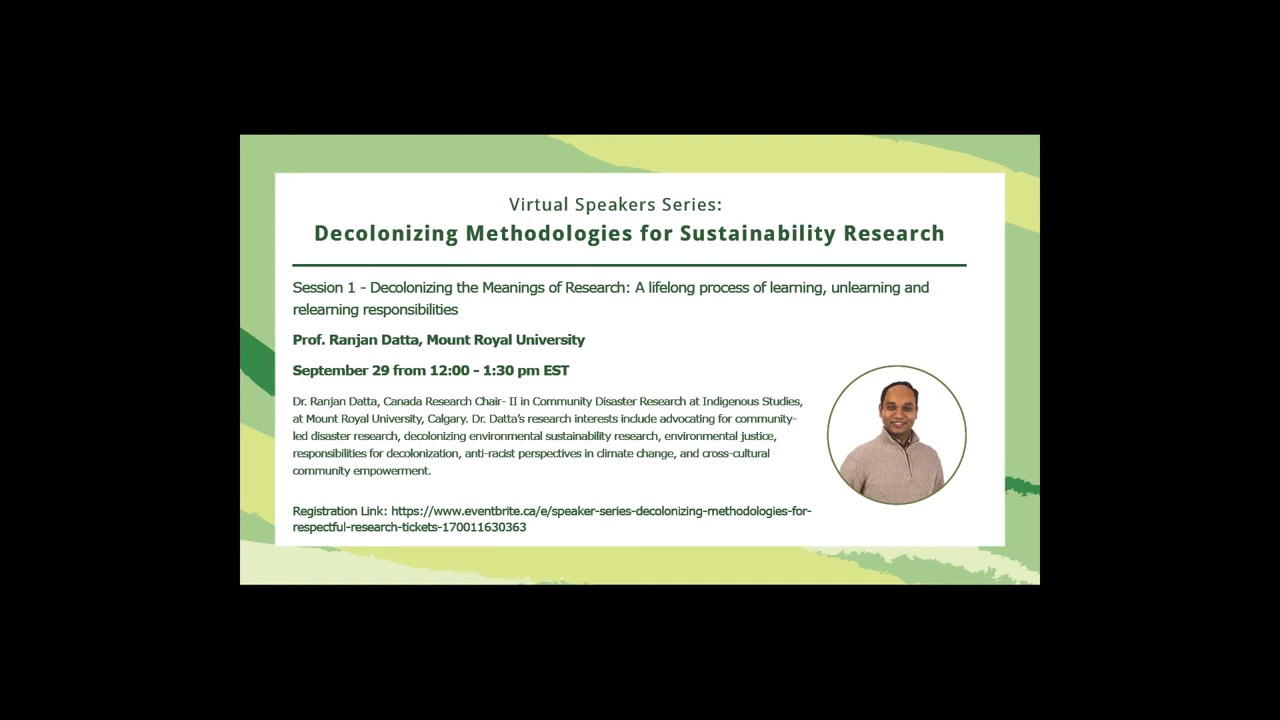 Virtual Speakers Series:
Decolonizing Methodologies for Sustainability Research
Session 1 - Decolonizing the Meanings of Research: A lifelong process of learning, unlearning and
relearning responsibilities
Prof. Ranjan Datta, Mount Royal University
September 29 from 12:00 - 1:30 pm EST
Dr. Ranjan Datta, Canada Research Chair- II in Community Disaster Research at Indigenous Studies,
at Mount Royal University, Calgary. Dr. Datta's research interests include advocating for community-
led disaster research, decolonizing environmental sustainability research, environmental justice,
responsibilities for decolonization, anti-racist perspectives in climate change, and cross-cultural
community empowerment.
Registration Link: https://www.eventbrite.ca/e/speaker-series-decolonizing-methodologies-for-
respectful-research-tickets-170011630363